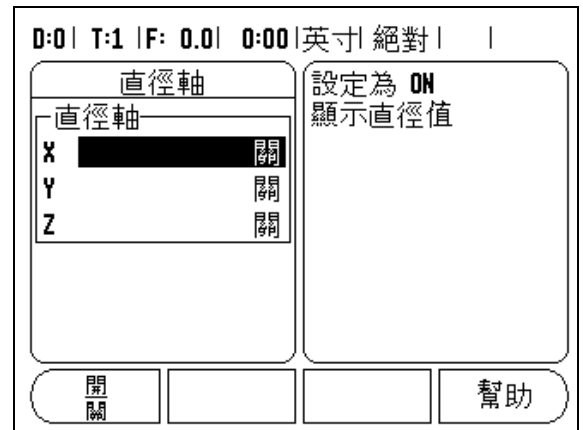 D:0| T:1 |F: 0.0| 0:00|英寸| 絕對| |
直徑軸
直徑軸
X 關
Y 關
Z 關
設定為 ON
顯示直徑值
開
關
幫助